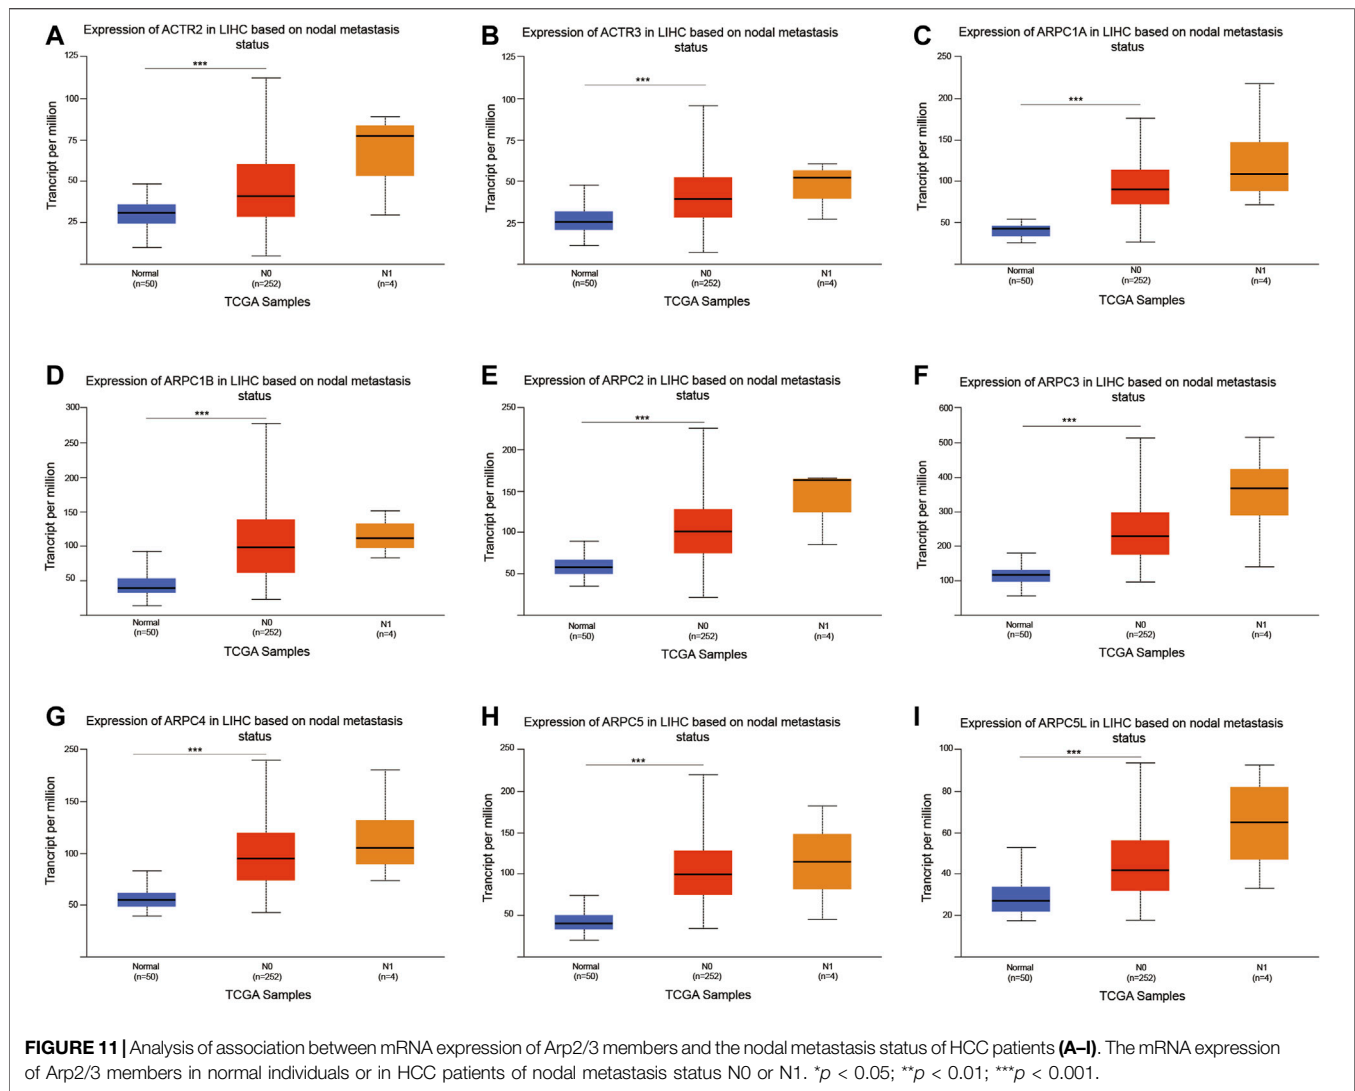 A
Expression of ACTR2 in LIHC based on nodal metastasis
status
125
100
75
50
25
Trancript per million
***
Normal
(n=50)
N0
(n=252)
N1
(n=4)
TCGA Samples
B
Expression of ACTR3 in LIHC based on nodal metastasis
status
125
100
75
50
25
Trancript per million
***
Normal
(n=50)
N0
(n=252)
N1
(n=4)
TCGA Samples
C
Expression of ARPC1A in LIHC based on nodal metastasis
status
250
200
150
100
50
Trancript per million
***
Normal
(n=50)
N0
(n=252)
N1
(n=4)
TCGA Samples
D
Expression of ARPC1B in LIHC based on nodal metastasis
status
300
250
200
150
100
50
Trancript per million
***
Normal
(n=50)
N0
(n=252)
N1
(n=4)
TCGA Samples
E
Expression of ARPC2 in LIHC based on nodal metastasis
status
250
200
150
100
50
Trancript per million
***
Normal
(n=50)
N0
(n=252)
N1
(n=4)
TCGA Samples
F
Expression of ARPC3 in LIHC based on nodal metastasis
status
600
500
400
300
200
100
Trancript per million
***
Normal
(n=50)
N0
(n=252)
N1
(n=4)
TCGA Samples
G
Expression of ARPC4 in LIHC based on nodal metastasis
status
250
150
100
50
Trancript per million
***
Normal
(n=50)
N0
(n=252)
N1
(n=4)
TCGA Samples
H
Expression of ARPC5 in LIHC based on nodal metastasis
status
250
200
150
100
50
Trancript per million
***
Normal
(n=50)
N0
(n=252)
N1
(n=4)
TCGA Samples
I
Expression of ARPC5L in LIHC based on nodal metastasis
status
100
80
60
40
20
Trancript per million
***
Normal
(n=50)
N0
(n=252)
N1
(n=4)
TCGA Samples
FIGURE 11 | Analysis of association between mRNA expression of Arp2/3 members and the nodal metastasis status of HCC patients (A–I). The mRNA expression
of Arp2/3 members in normal individuals or in HCC patients of nodal metastasis status N0 or N1. *p < 0.05; **p < 0.01; ***p < 0.001.